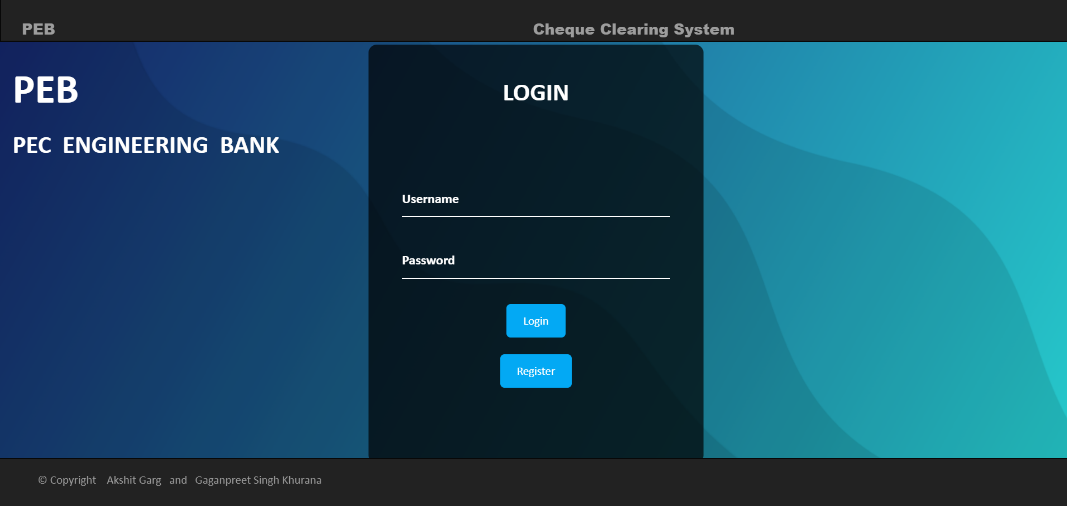 PEB
Cheque Clearing System
PEB
PEC ENGINEERING BANK
LOGIN
Username
Password
Login
Register
© Copyright Akshit Garg and Gaganpreet Singh Khurana